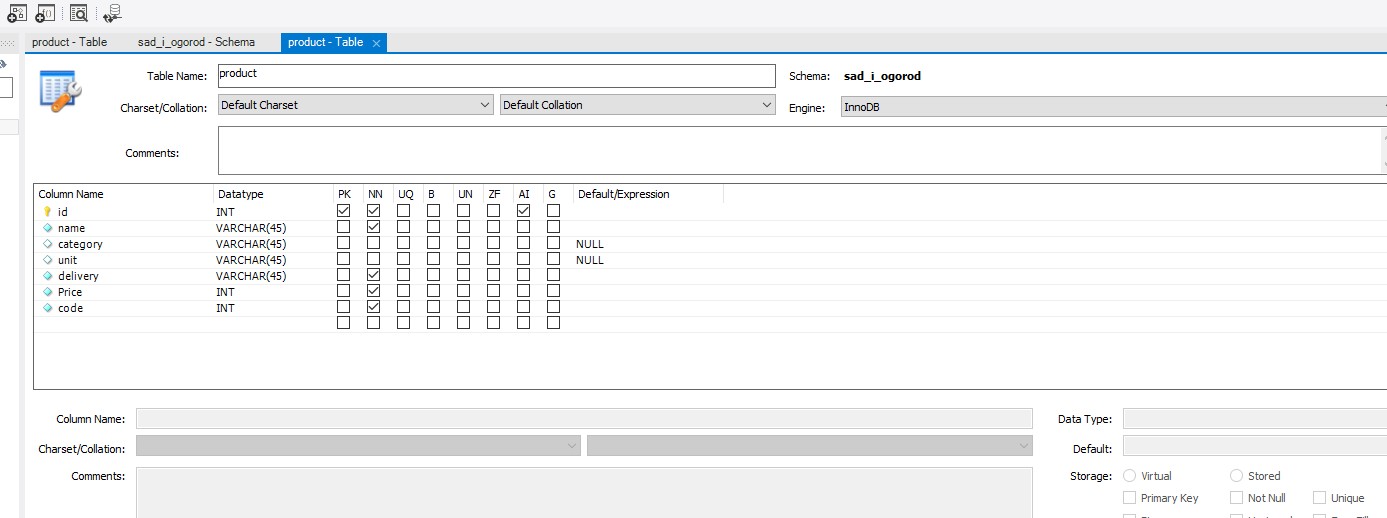 product - Table sad_i_ogorod - Schema product - Table
Table Name: product Schema: sad_i_ogorod
Charset/Collation: Default Charset Default Collation Engine: InnoDB
Comments:
Column Name Datatype PK NN UQ B UN ZF AI G Default/Expression
id INT
name VARCHAR(45)
category VARCHAR(45) NULL
unit VARCHAR(45) NULL
delivery VARCHAR(45)
Price INT
code INT
Column Name: Data Type:
Charset/Collation: Default:
Comments: Storage: Virtual Stored
Primary Key Not Null Unique